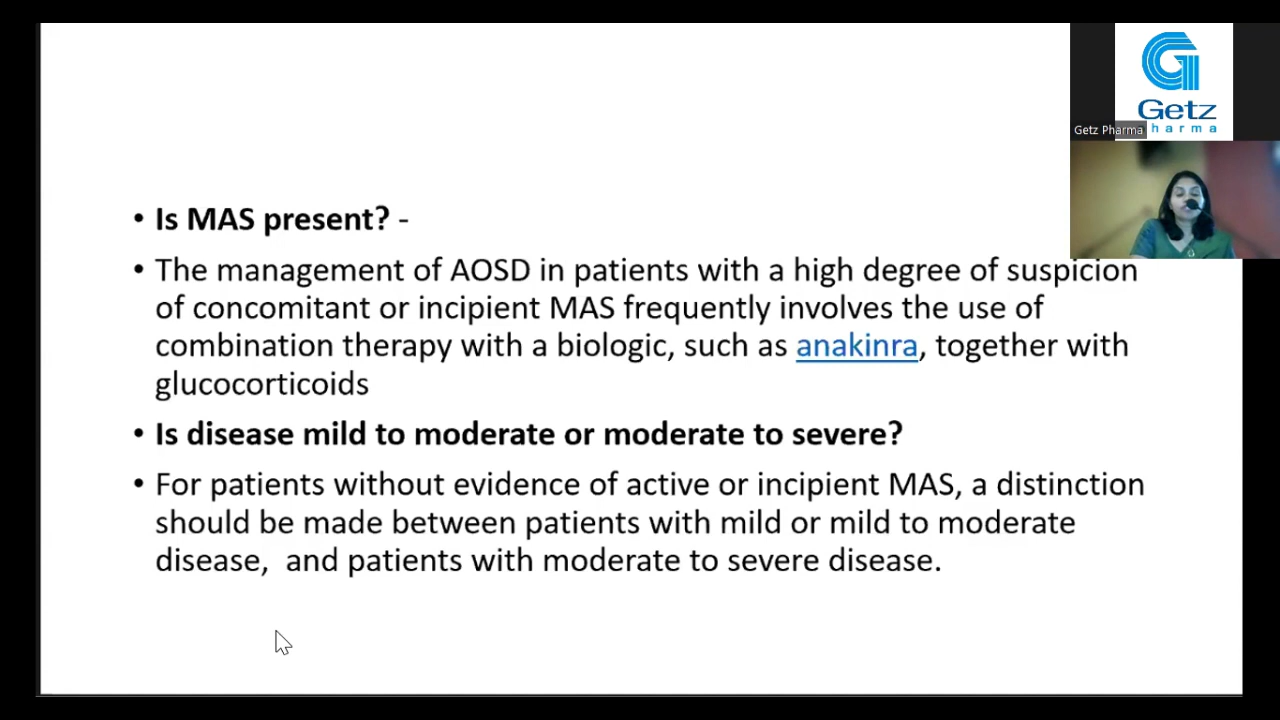 Getz
harma
Getz Pharma
• Is MAS present? -
• The management of AOSD in patients with a high degree of suspicion
of concomitant or incipient MAS frequently involves the use of
combination therapy with a biologic, such as anakinra, together with
glucocorticoids
• Is disease mild to moderate or moderate to severe?
• For patients without evidence of active or incipient MAS, a distinction
should be made between patients with mild or mild to moderate
disease,  and patients with moderate to severe disease.